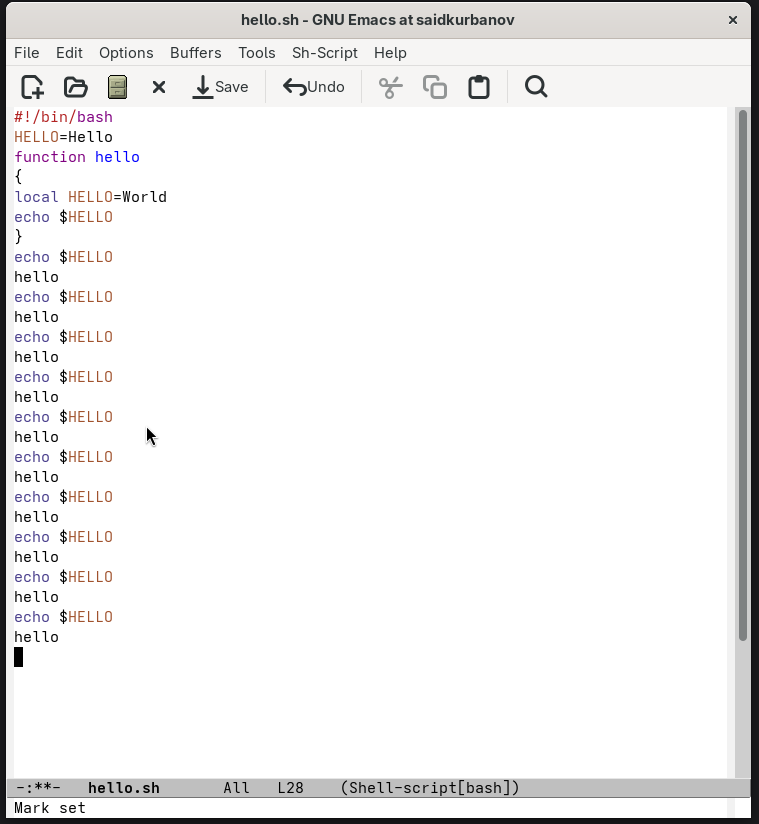 hello.sh - GNU Emacs at saidkurbanov
File Edit Options Buffers Tools Sh-Script Help
Save Undo
#!/bin/bash
HELLO=Hello
function hello
{
local HELLO=World
echo $HELLO
}
echo $HELLO
hello
echo $HELLO
hello
echo $HELLO
hello
echo $HELLO
hello
echo $HELLO
hello
echo $HELLO
hello
echo $HELLO
hello
echo $HELLO
hello
echo $HELLO
hello
echo $HELLO
hello
-:**- hello.sh All L28 (Shell-script[bash])
Mark set